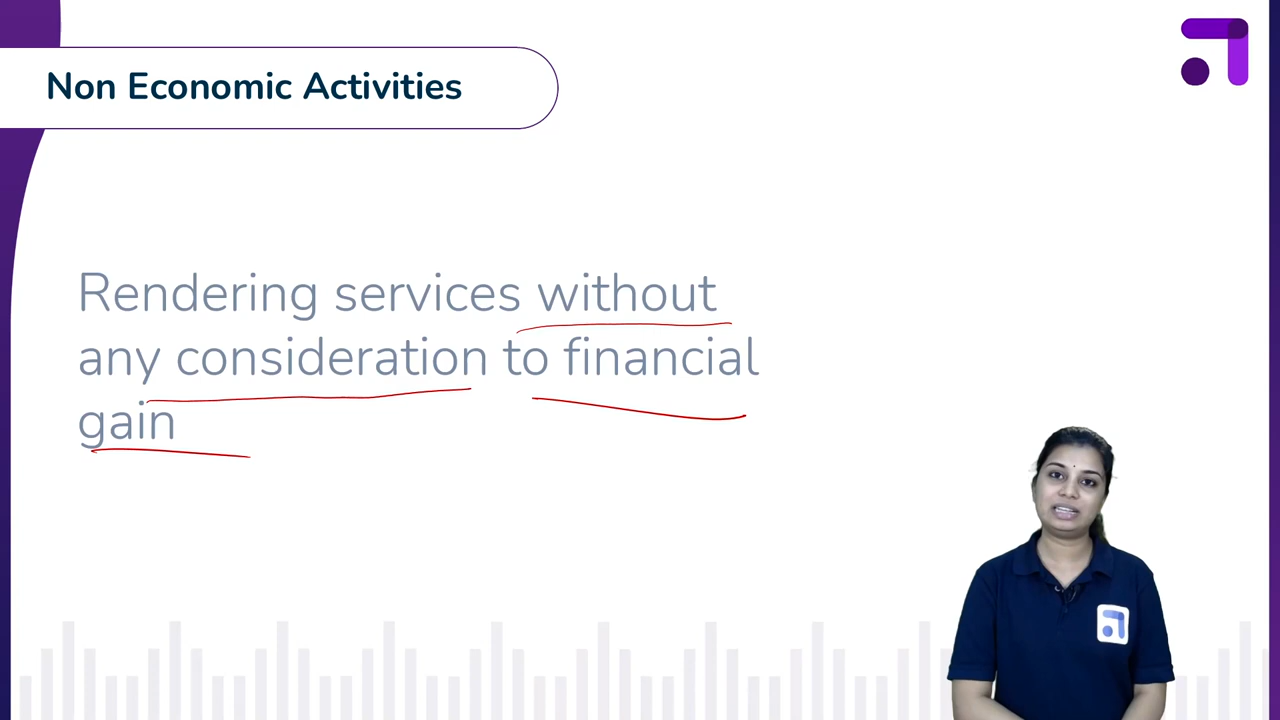 Non Economic Activities
Rendering services without
any consideration to financial
gain